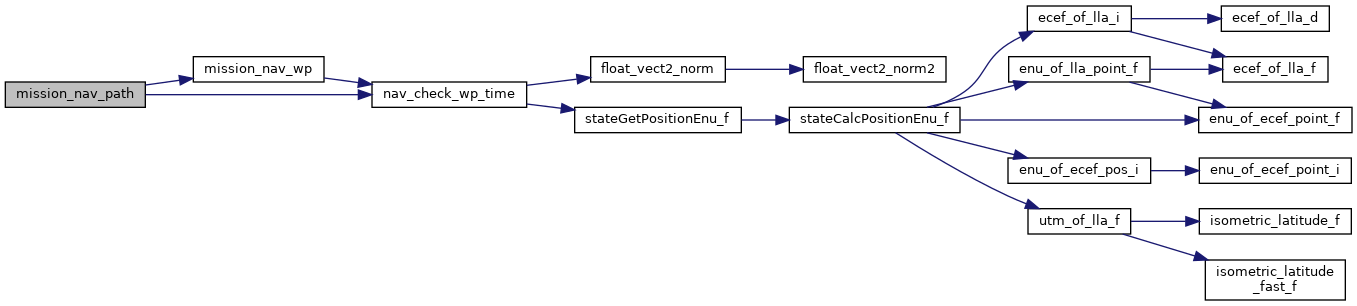 mission_nav_path
mission_nav_wp
nav_check_wp_time
float_vect2_norm
stateGetPositionEnu_f
float_vect2_norm2
stateCalcPositionEnu_f
ecef_of_lla_i
enu_of_lla_point_f
enu_of_ecef_pos_i
utm_of_lla_f
ecef_of_lla_d
ecef_of_lla_f
enu_of_ecef_point_f
enu_of_ecef_point_i
isometric_latitude_f
isometric_latitude
_fast_f